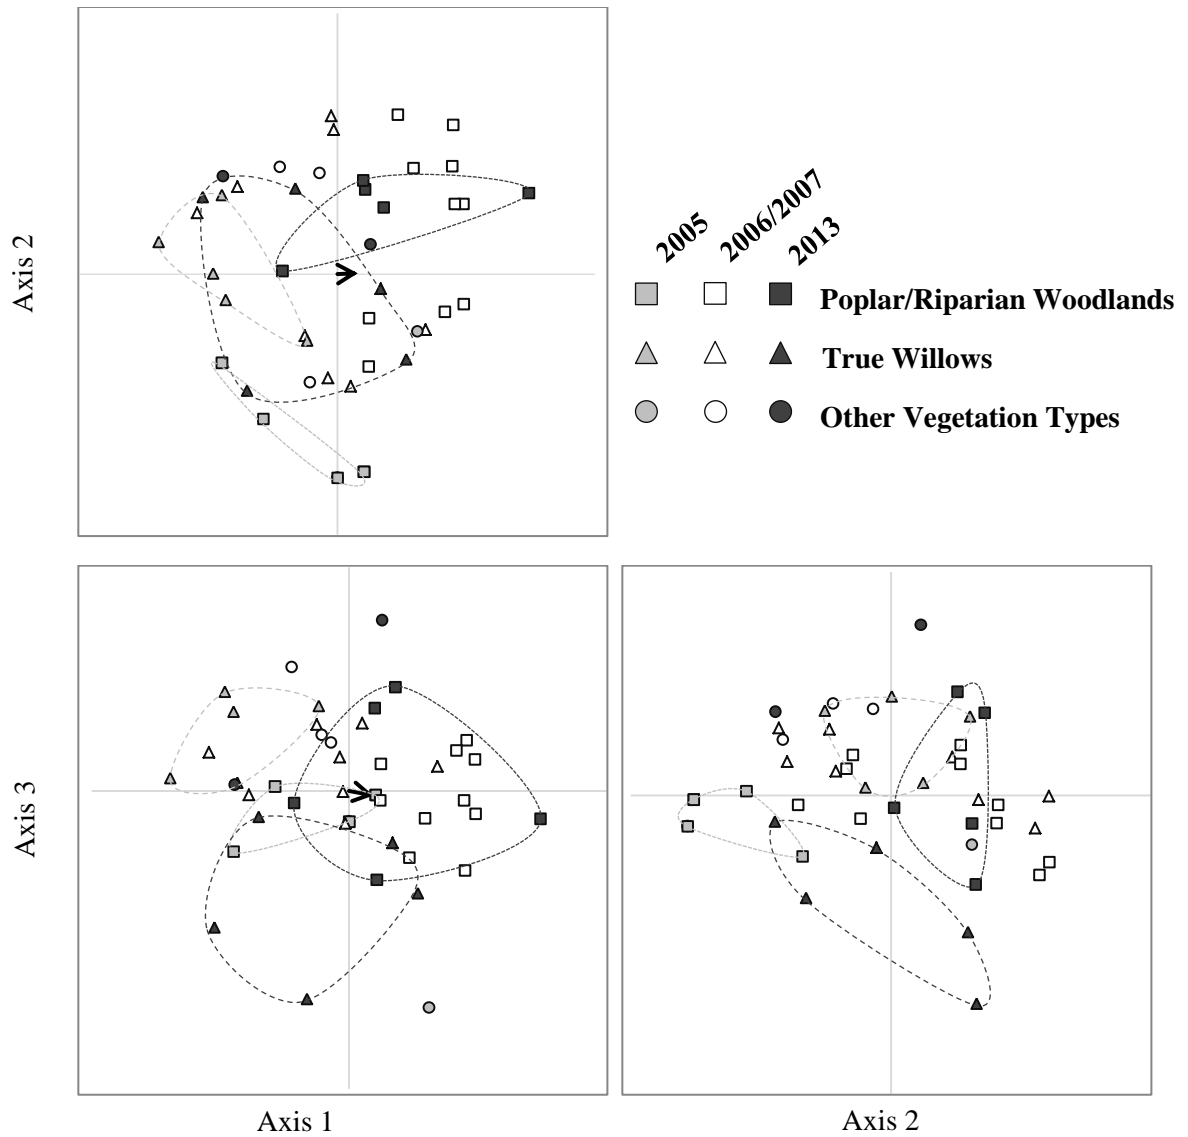 Axis 2
2005
2006/2007
2013
Poplar/Riparian Woodlands
True Willows
Other Vegetation Types
Axis 3
Axis 1
Axis 2